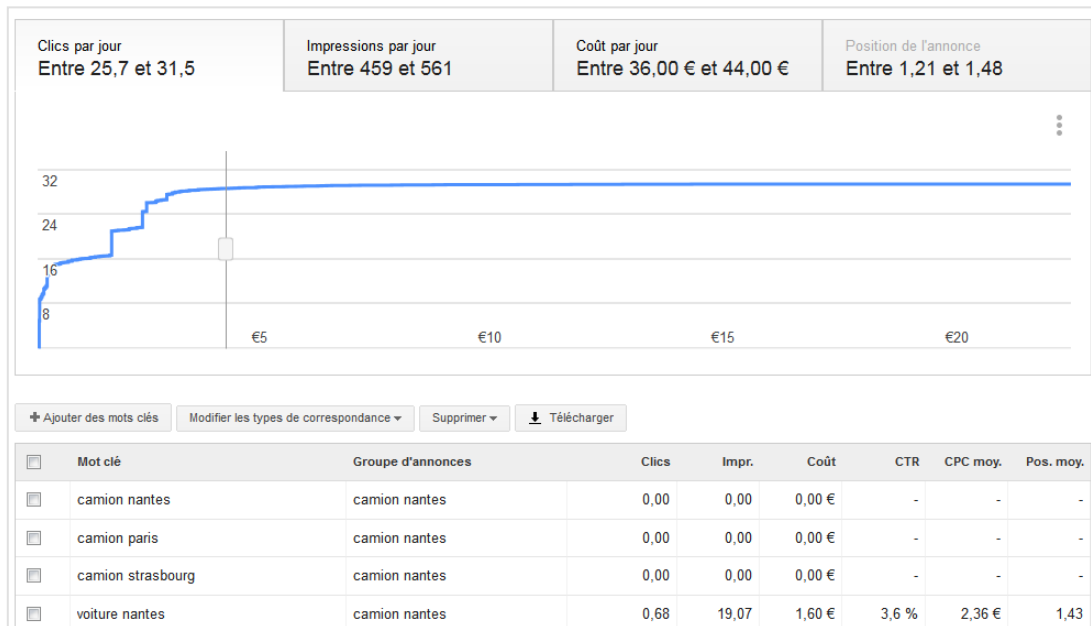 Clics par jour Impressions par jour Coût par jour Position de l'annonce
Entre 25,7 et 31,5 Entre 459 et 561 Entre 36,00 € et 44,00 € Entre 1,21 et 1,48
32
24
16
8
€5 €10 €15 €20
Ajouter des mots clés Modifier les types de correspondance Supprimer Télécharger
Mot clé Groupe d'annonces Clics Impr. Coût CTR CPC moy. Pos. moy.
camion nantes camion nantes 0,00 0,00 0,00 € - - -
camion paris camion nantes 0,00 0,00 0,00 € - - -
camion strasbourg camion nantes 0,00 0,00 0,00 € - - -
voiture nantes camion nantes 0,68 19,07 1,60 € 3,6 % 2,36 € 1,43